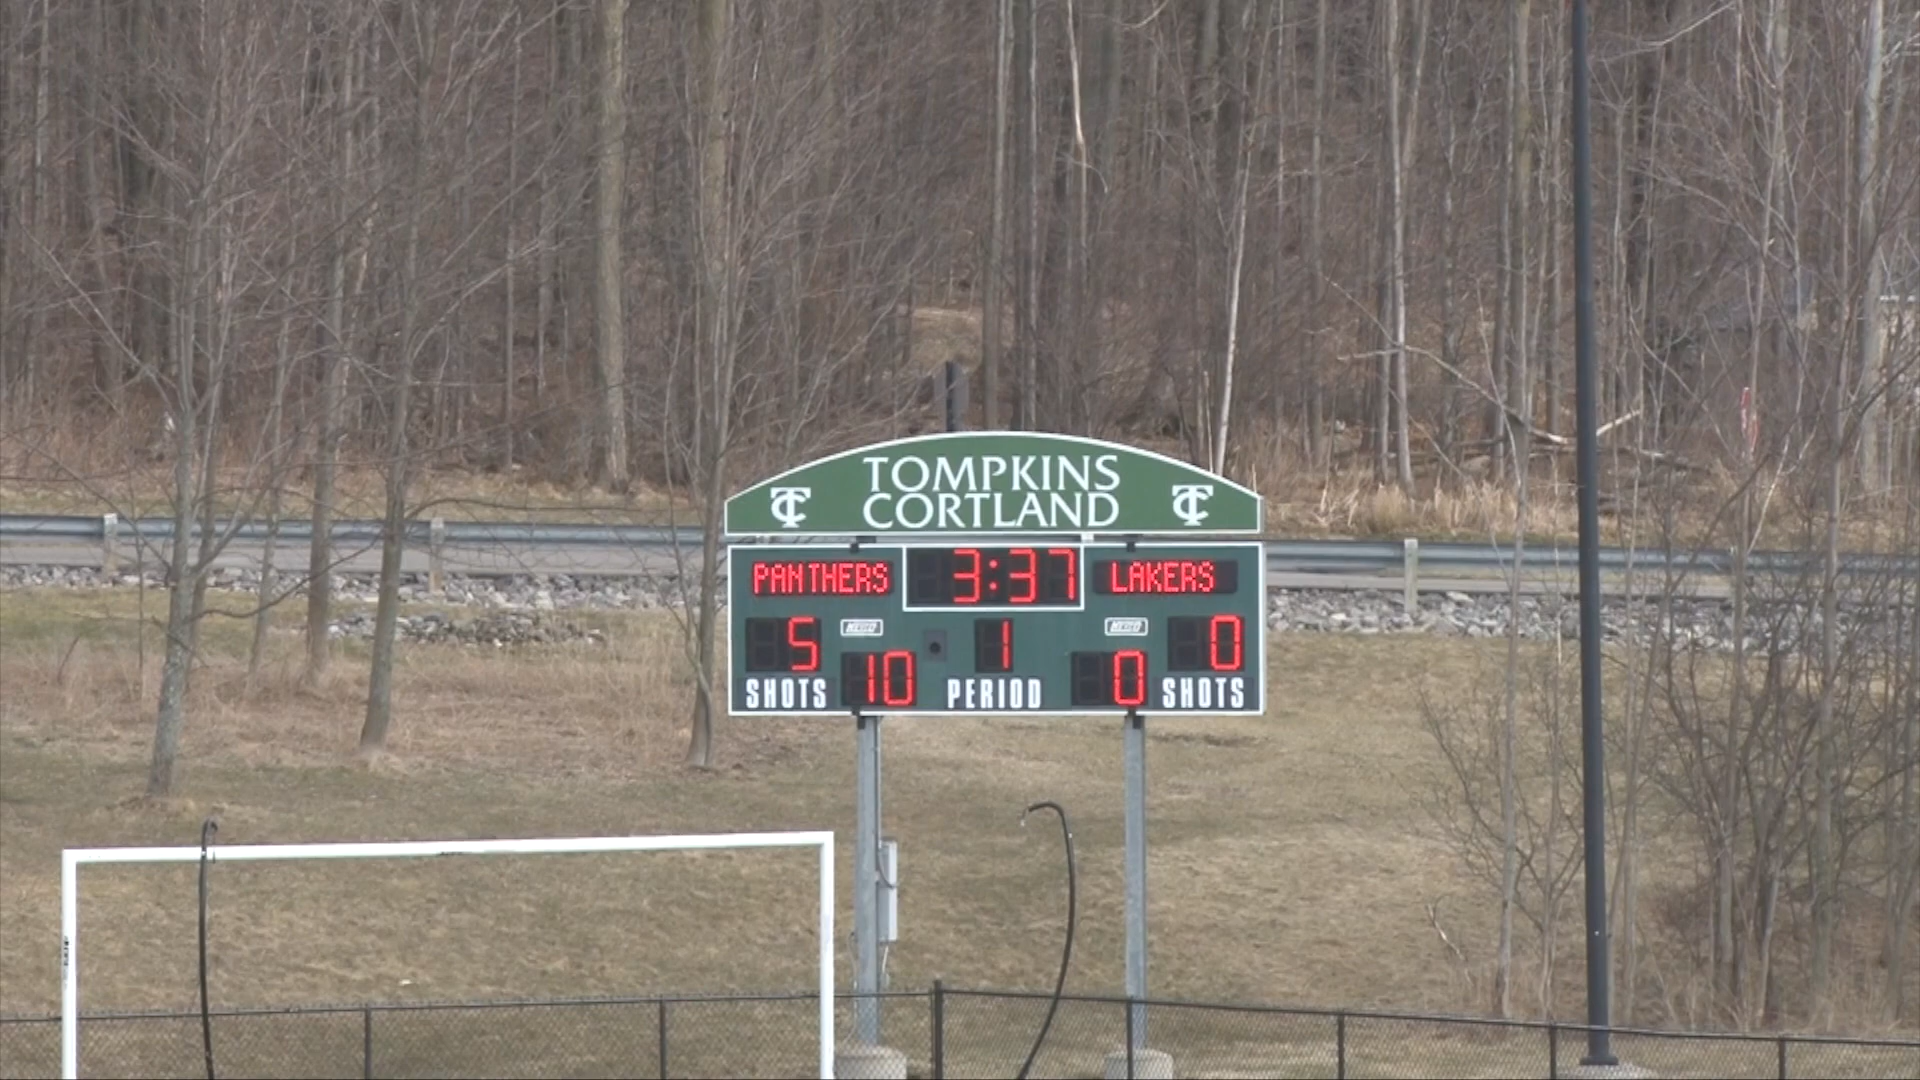 TOMPKINS
CORTLAND
TC TC
PANTHERS 3:37 LAKERS
5 1 0
SHOTS 10 PERIOD 0 SHOTS